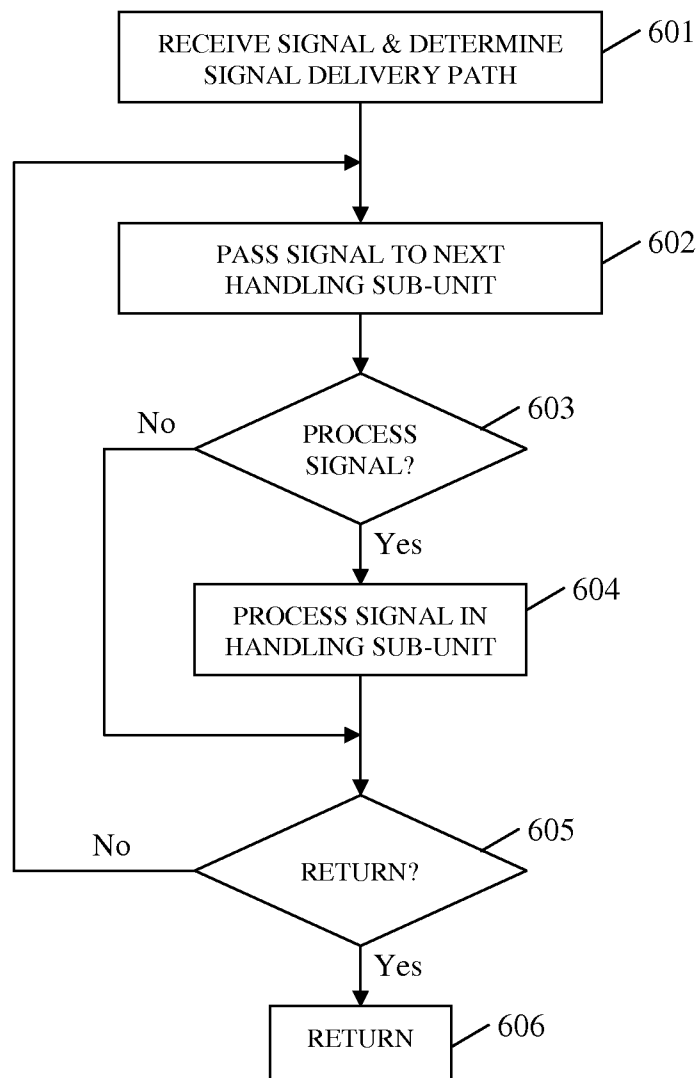 RECEIVE SIGNAL & DETERMINE
SIGNAL DELIVERY PATH
601
PASS SIGNAL TO NEXT
HANDLING SUB-UNIT
602
PROCESS
SIGNAL?
603
No
Yes
PROCESS SIGNAL IN
HANDLING SUB-UNIT
604
RETURN?
605
No
Yes
RETURN
606